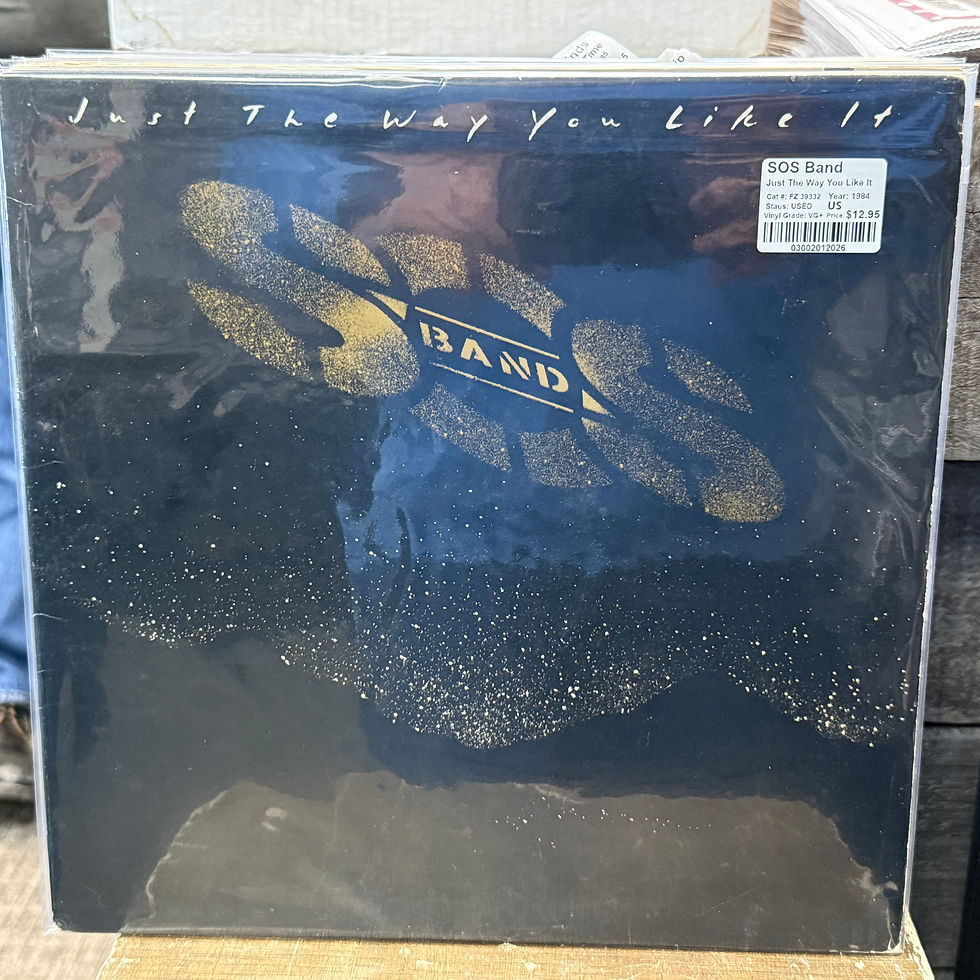 Just The Way You Like It
SOS
BAND
SOS Band
Just The Way You Like It
Cat #: FZ 39332 Year: 1984
Staus: USED US
Vinyl Grade: VG+ Price: $12.95
03002012026